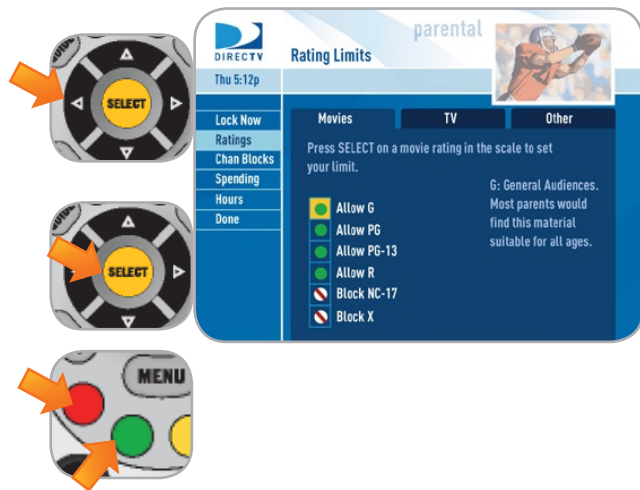 SELECT
SELECT
MENU
DIRECTV
parental
Rating Limits
Thu 5:12p
Lock Now
Ratings
Chan Blocks
Spending
Hours
Done
Movies
TV
Other
Press SELECT on a movie rating in the scale to set
your limit.
Allow G
Allow PG
Allow PG-13
Allow R
Block NC-17
Block X
G: General Audiences.
Most parents would
find this material
suitable for all ages.